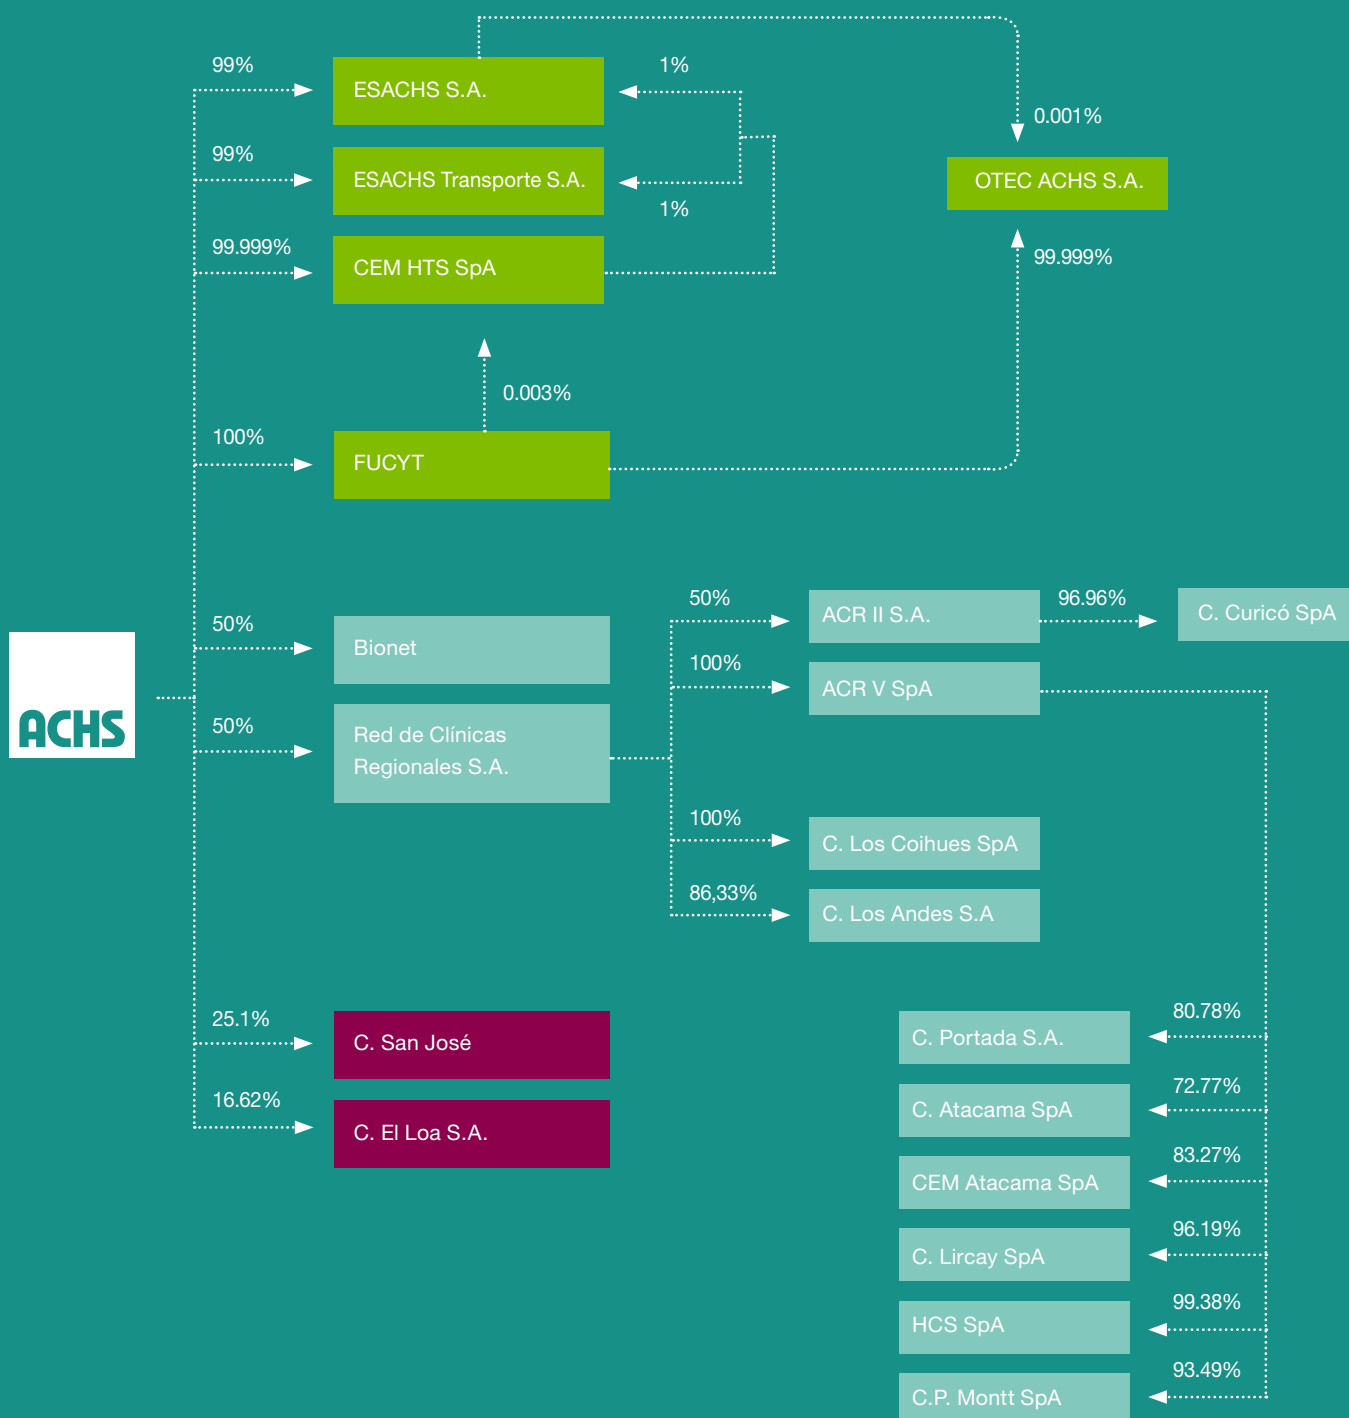 99%
ESACHS S.A.
1%
0.001%
99%
ESACHS Transporte S.A.
1%
OTEC ACHS S.A.
99.999%
CEM HTS SpA
99.999%
0.003%
100%
FUCYT
50%
Bionet
50%
ACR II S.A.
96.96%
C. Curicó SpA
100%
ACR V SpA
ACHS
50%
Red de Clínicas
Regionales S.A.
100%
C. Los Coihues SpA
86,33%
C. Los Andes S.A
25.1%
C. San José
16.62%
C. El Loa S.A.
80.78%
C. Portada S.A.
72.77%
C. Atacama SpA
83.27%
CEM Atacama SpA
96.19%
C. Lircay SpA
99.38%
HCS SpA
93.49%
C.P. Montt SpA